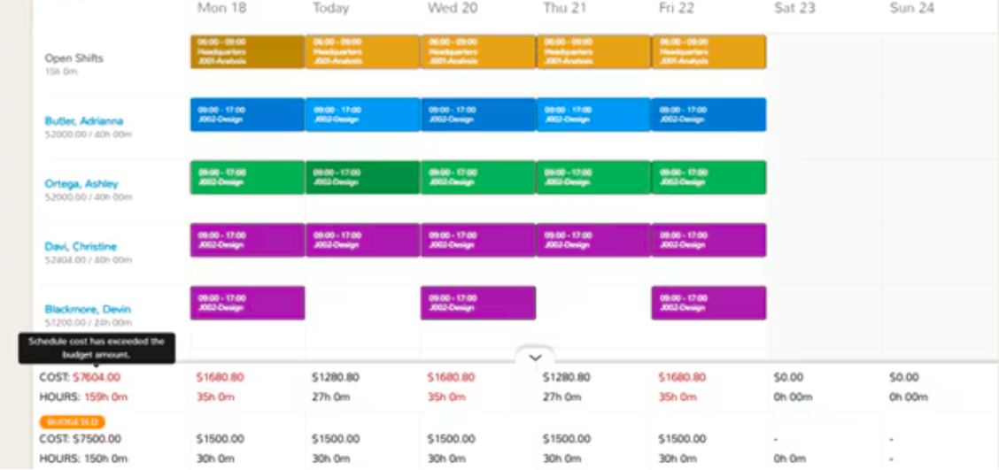 Mon 18 Today Wed 20 Thu 21 Fri 22 Sat 23 Sun 24
Open Shifts
15h 0m
06:00 - 09:00 06:00 - 09:00 06:00 - 09:00 06:00 - 09:00 06:00 - 09:00
Headquarters Headquarters Headquarters Headquarters Headquarters
J001-Analysis J001-Analysis J001-Analysis J001-Analysis J001-Analysis
Butler, Adrianna
$2000.00 / 40h 00m
09:00 - 17:00 09:00 - 17:00 09:00 - 17:00 09:00 - 17:00 09:00 - 17:00
J002-Design J002-Design J002-Design J002-Design J002-Design
Ortega, Ashley
$2000.00 / 40h 00m
09:00 - 17:00 09:00 - 17:00 09:00 - 17:00 09:00 - 17:00 09:00 - 17:00
J002-Design J002-Design J002-Design J002-Design J002-Design
Davi, Christine
$2404.00 / 40h 00m
09:00 - 17:00 09:00 - 17:00 09:00 - 17:00 09:00 - 17:00 09:00 - 17:00
J002-Design J002-Design J002-Design J002-Design J002-Design
Blackmore, Devin
$1200.00 / 24h 00m
09:00 - 17:00 09:00 - 17:00 09:00 - 17:00
J002-Design J002-Design J002-Design
Schedule cost has exceeded the
budget amount.
COST: $7604.00 $1680.80 $1280.80 $1680.80 $1280.80 $1680.80 $0.00 $0.00
HOURS: 159h 0m 35h 0m 27h 0m 35h 0m 27h 0m 35h 0m 0h 00m 0h 00m
BUDGETED
COST: $7500.00 $1500.00 $1500.00 $1500.00 $1500.00 $1500.00 - -
HOURS: 150h 0m 30h 0m 30h 0m 30h 0m 30h 0m 30h 0m 0h 0m -